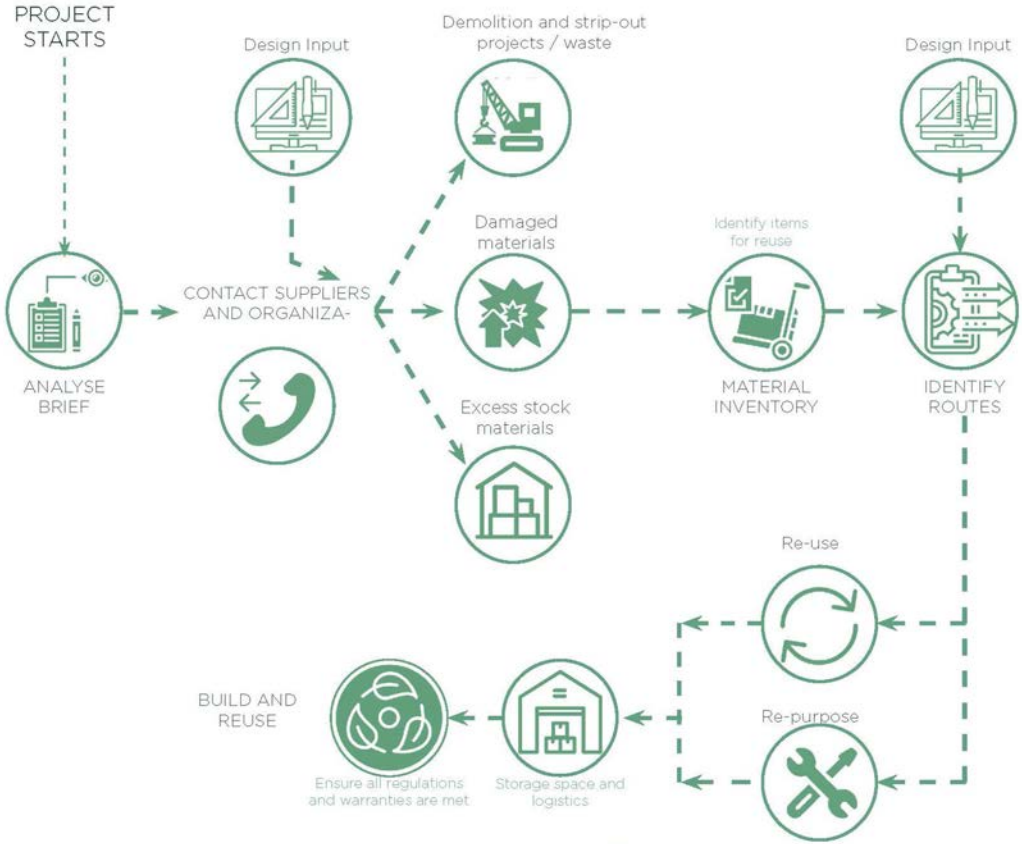 PROJECT
STARTS
Design Input
Demolition and strip-out
projects / waste
Design Input
Damaged
materials
Identify items
for reuse
CONTACT SUPPLIERS
AND ORGANIZA-
ANALYSE
BRIEF
MATERIAL
INVENTORY
IDENTIFY
ROUTES
Excess stock
materials
Re-use
Re-purpose
BUILD AND
REUSE
Ensure all regulations
and warranties are met
Storage space and
logistics